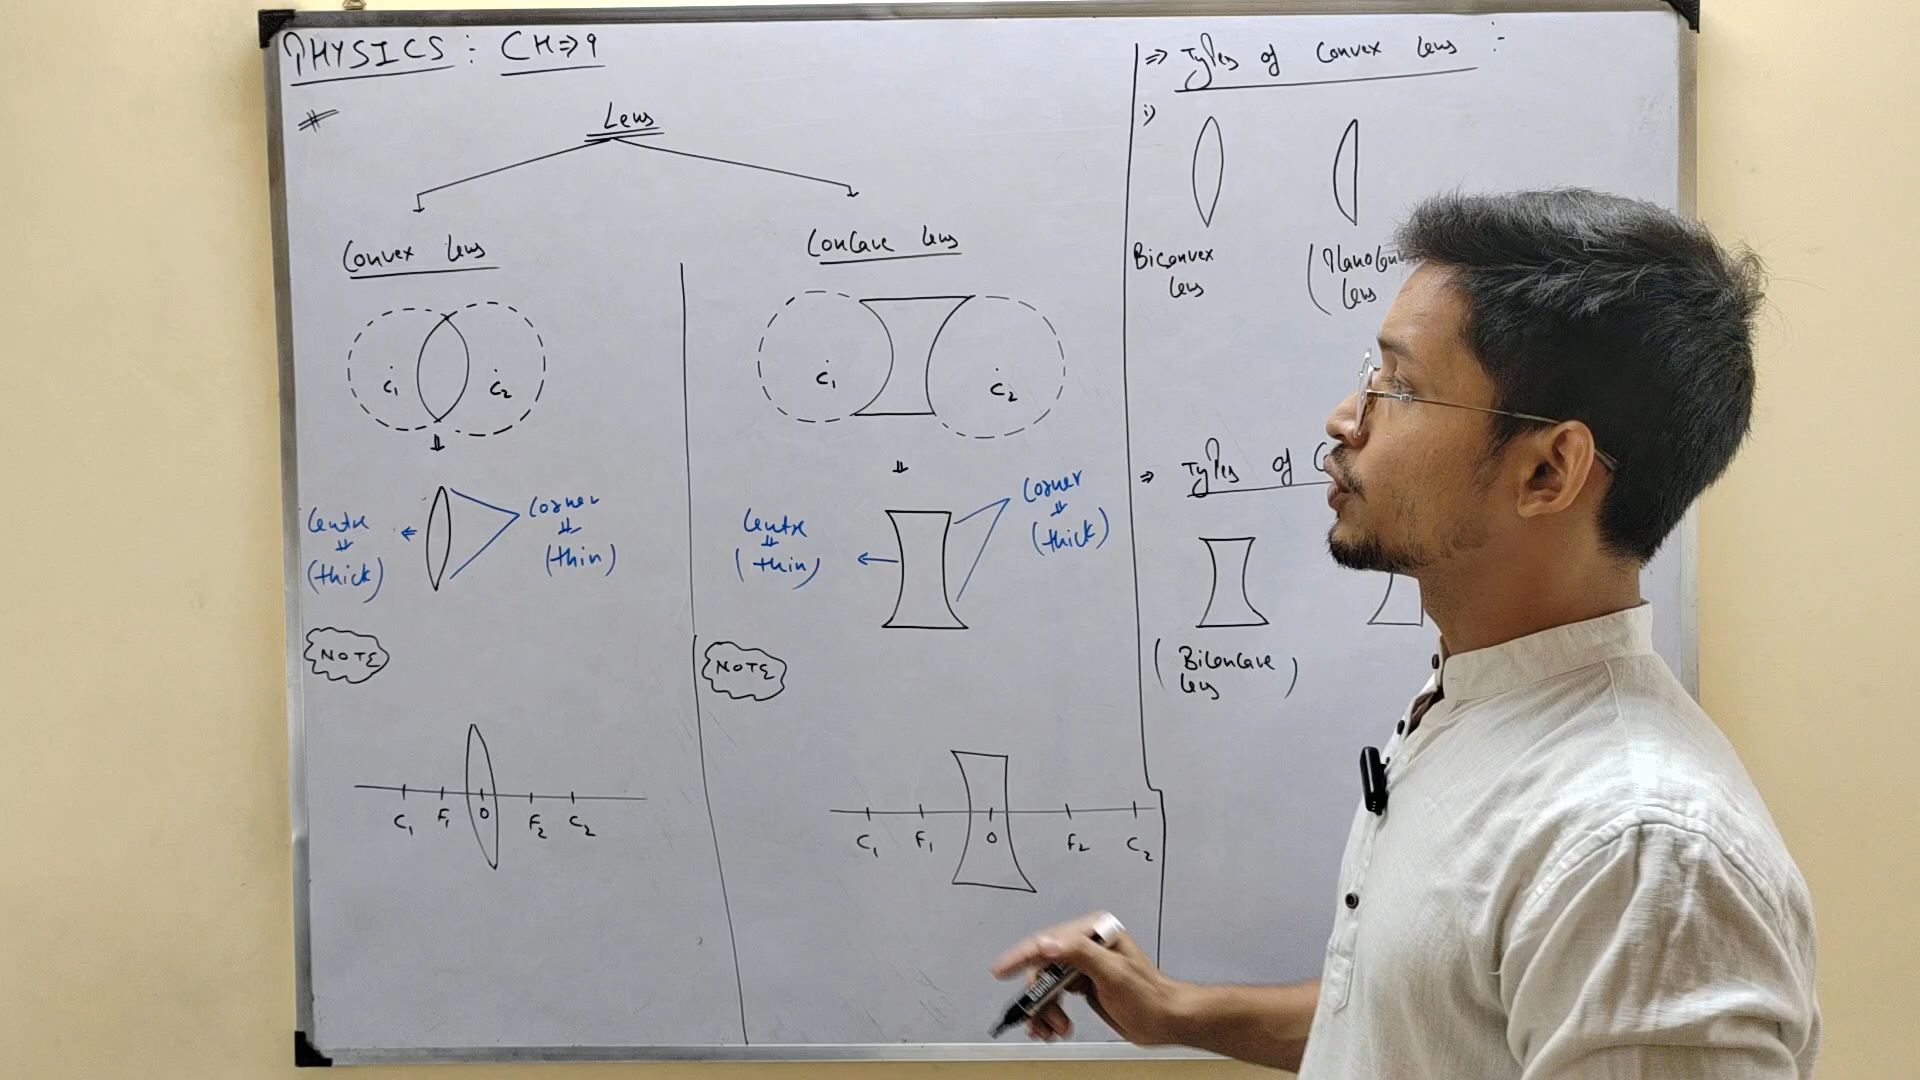 PHYSICS : CH⇒9
#
Lens
Convex lens
Concave lens
C1
C2
C1
C2
Centre
(thick)
Corner
(thin)
Centre
(thin)
Corner
(thick)
NOTE
NOTE
C1 F1 O F2 C2
C1 F1 O F2 C2
⇒ Types of Convex lens :-
i)
Biconvex
lens
lens
⇒ Types of
(Biconcave
lens)